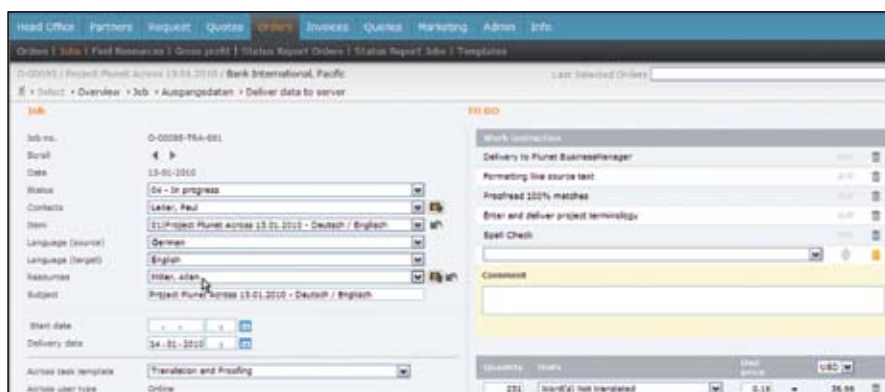 Head Office Partners Request Quotes Orders Invoices Queries Marketing Admin Info
Orders | Jobs | Find Resources | Gross profit | Status Report Orders | Status Report Jobs | Templates
O-00095 / Project Plunet Across 13.01.2010 / Bank International, Pacific
Last Selected Orders
Select Overview Job Ausgangsdaten Deliver data to server
Job
TO DO
Job no. O-00095-TRA-001
Scroll
Date 13-01-2010
Status 04 - In progress
Contacts Leiter, Paul
Item 01/Project Plunet Across 13.01.2010 - Deutsch / Englisch
Language (source) German
Language (target) English
Resources Miller, Allen
Subject Project Plunet Across 13.01.2010 - Deutsch / Englisch
Start date
Delivery date 14-01-2010
Across task template Translation and Proofing
Across user type Online
Work Instruction
Delivery to Plunet BusinessManager
Formatting like source text
Proofread 100% matches
Enter and deliver project terminology
Spell Check
Comment
Quantity Units Unit price USD
231 Word(s) Not translated 0.16 = 36.96